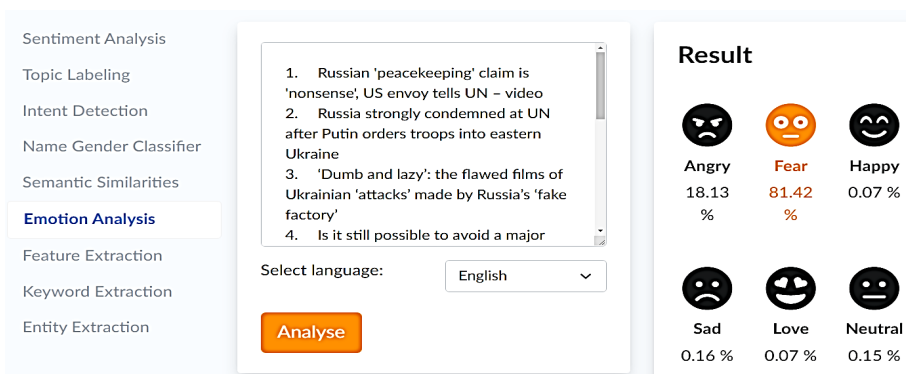 Sentiment Analysis
Topic Labeling
Intent Detection
Name Gender Classifier
Semantic Similarities
Emotion Analysis
Feature Extraction
Keyword Extraction
Entity Extraction
1. Russian 'peacekeeping' claim is
'nonsense', US envoy tells UN – video
2. Russia strongly condemned at UN
after Putin orders troops into eastern
Ukraine
3. ‘Dumb and lazy’: the flawed films of
Ukrainian ‘attacks’ made by Russia’s ‘fake
factory’
4. Is it still possible to avoid a major
Select language:
English
Analyse
Result
Angry Fear Happy
18.13 81.42 0.07 %
% %
Sad Love Neutral
0.16 % 0.07 % 0.15 %